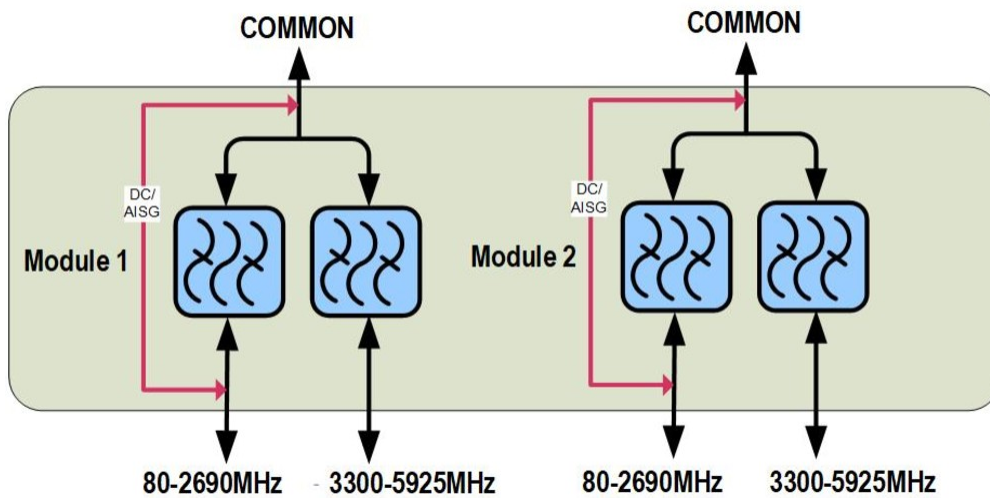 COMMON
COMMON
DC/
AISG
Module 1
DC/
AISG
Module 2
80-2690MHz
- 3300-5925MHz
80-2690MHz
3300-5925MHz